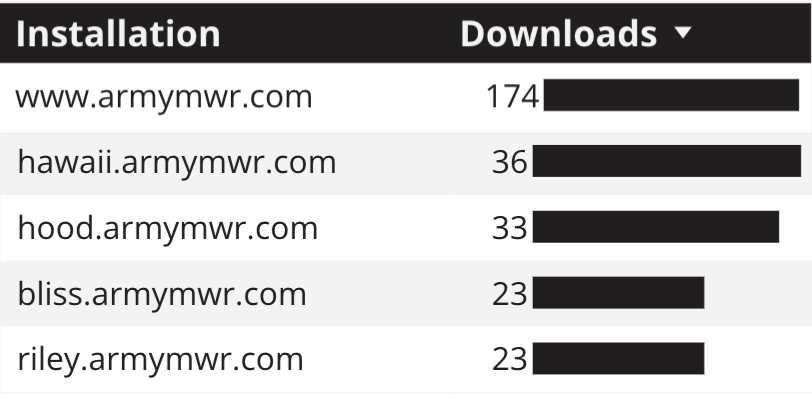 Installation Downloads ▼
www.armymwr.com 174
hawaii.armymwr.com 36
hood.armymwr.com 33
bliss.armymwr.com 23
riley.armymwr.com 23